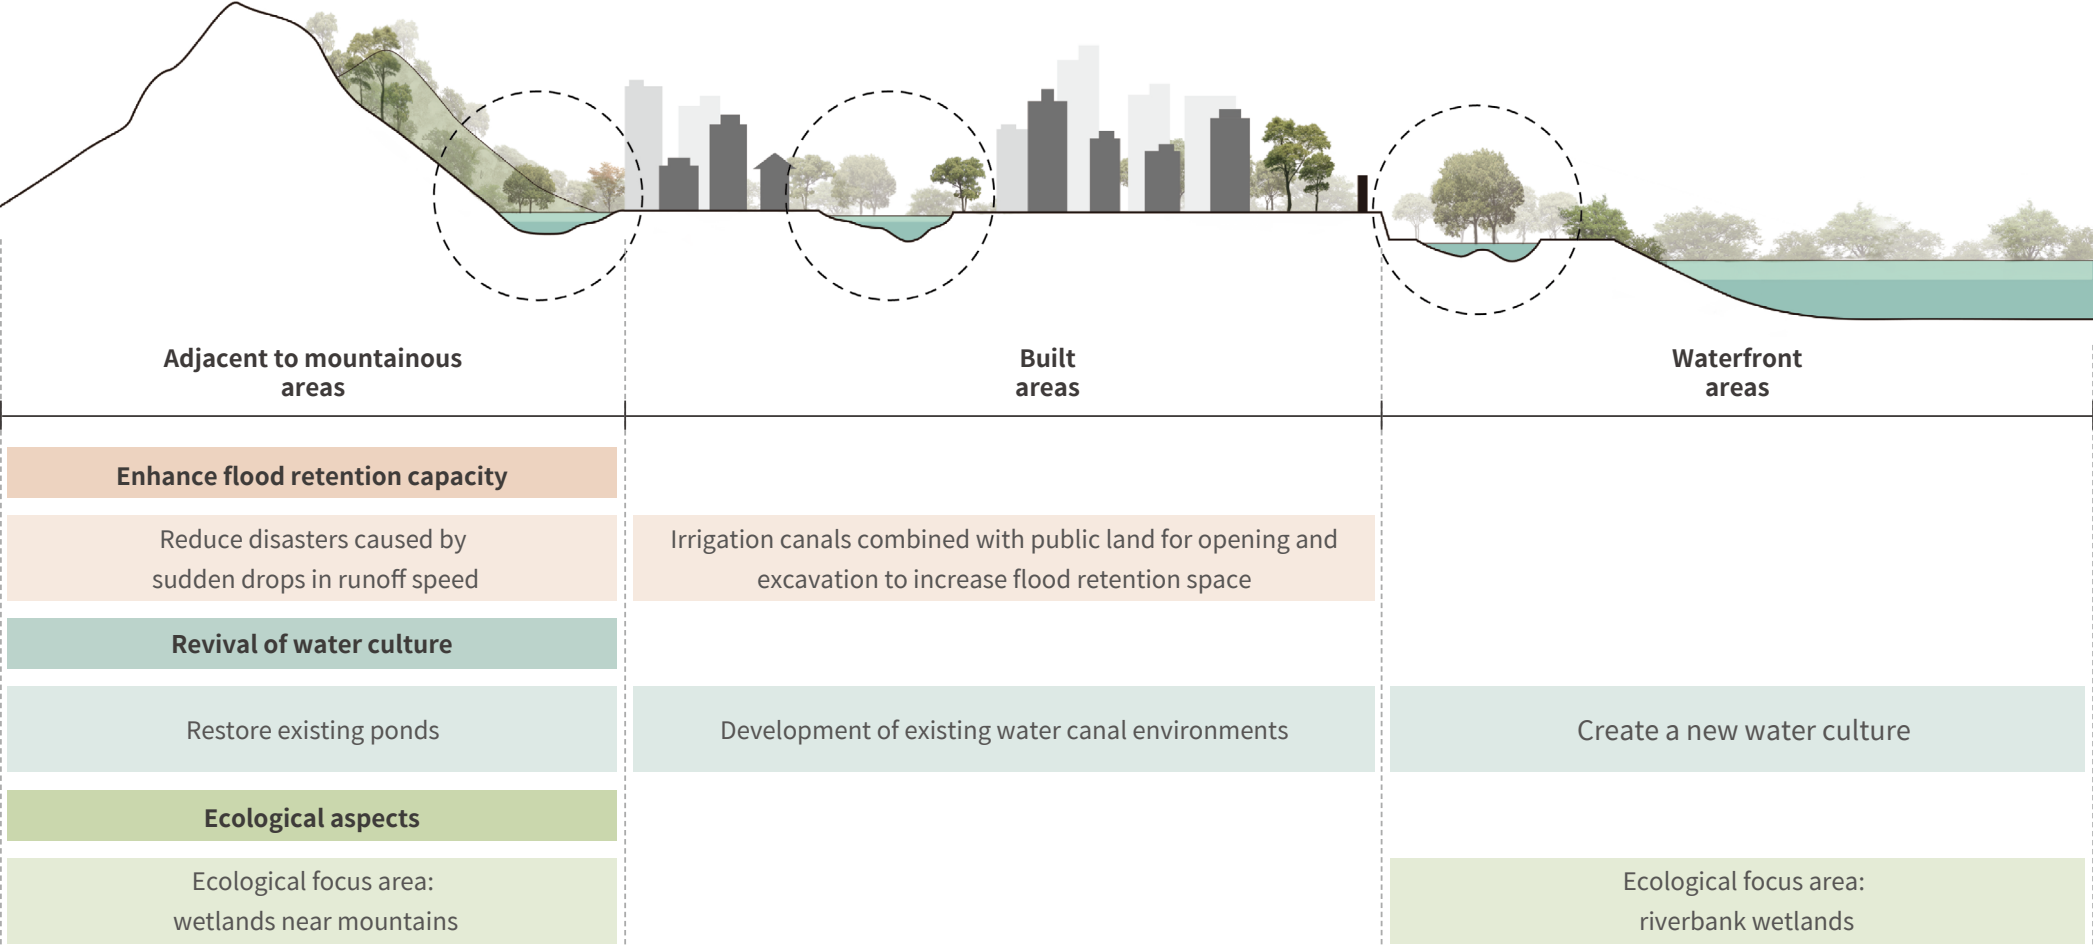 Adjacent to mountainous
areas
Built
areas
Waterfront
areas
Enhance flood retention capacity
Reduce disasters caused by
sudden drops in runoff speed
Irrigation canals combined with public land for opening and
excavation to increase flood retention space
Revival of water culture
Restore existing ponds
Development of existing water canal environments
Create a new water culture
Ecological aspects
Ecological focus area:
wetlands near mountains
Ecological focus area:
riverbank wetlands